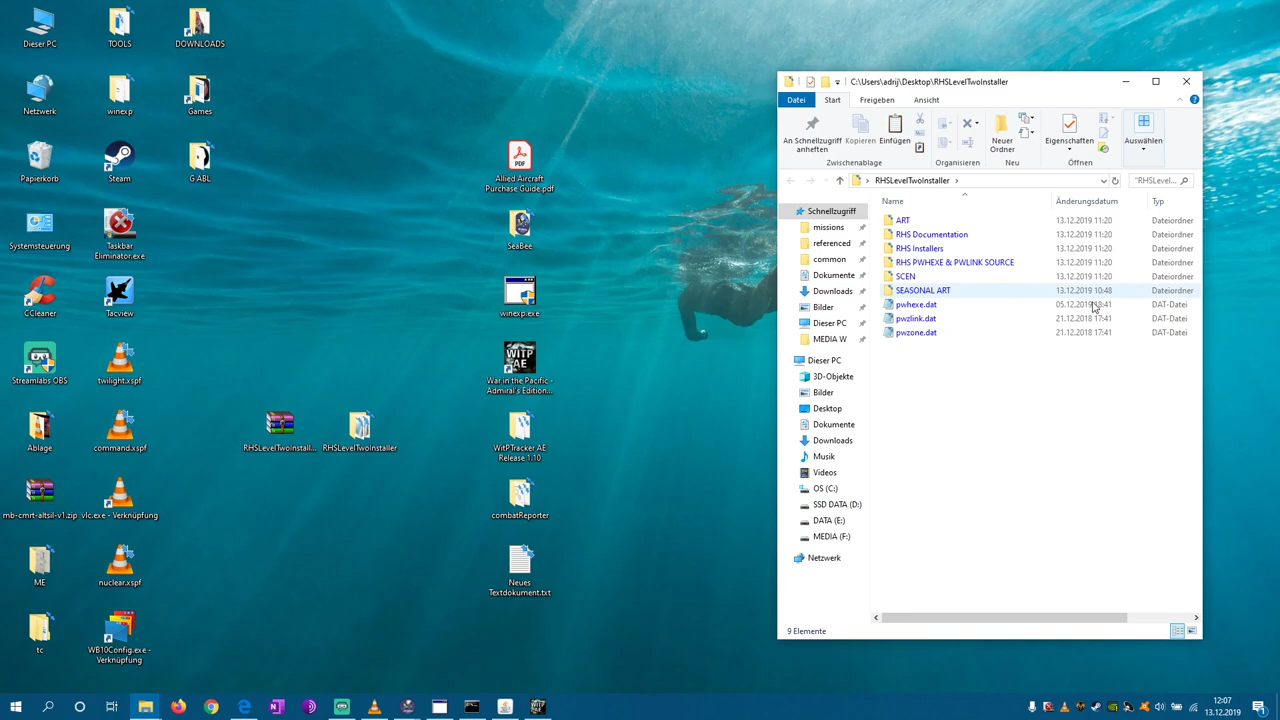 Dieser PC
TOOLS
DOWNLOADS
Netzwerk
winexp
Games
Papierkorb
Steam
G ABL
PDF
Allied Aircraft
Purchase Guide.pdf
Systemsteuerung
Taskbar
Eliminator.exe
SeaBee
CCleaner
Tacview
winexp.exe
Streamlabs OBS
twilight.xspf
WITP
AE
War in the Pacific -
Admiral's Edition...
Ablage
command.xspf
RHSLevelTwoInstall...
RHSLevelTwoInstaller
WitPTracker AE
Release 1.10
mb-cmrt-altsil-v1.zip
vlc.exe - Verknüpfung
combatReporter
ME
nuclear.xspf
Neues
Textdokument.txt
tc
WB10Config.exe -
Verknüpfung
C:\Users\adrij\Desktop\RHSLevelTwoInstaller
Datei
Start
Freigeben
Ansicht
An Schnellzugriff
anheften
Kopieren
Einfügen
Neuer
Ordner
Eigenschaften
Auswählen
Zwischenablage
Organisieren
Neu
Öffnen
RHSLevelTwoInstaller
"RHSLevel...
Name
Änderungsdatum
Typ
Schnellzugriff
missions
referenced
common
Dokumente
Downloads
Bilder
Dieser PC
MEDIA W
Dieser PC
3D-Objekte
Bilder
Desktop
Dokumente
Downloads
Musik
Videos
OS (C:)
SSD DATA (D:)
DATA (E:)
MEDIA (F:)
Netzwerk
ART 13.12.2019 11:20 Dateiordner
RHS Documentation 13.12.2019 11:20 Dateiordner
RHS Installers 13.12.2019 11:20 Dateiordner
RHS PWHEXE & PWLINK SOURCE 13.12.2019 11:20 Dateiordner
SCEN 13.12.2019 11:20 Dateiordner
SEASONAL ART 13.12.2019 10:48 Dateiordner
pwhexe.dat 05.12.2019 :41 DAT-Datei
pwzlink.dat 21.12.2018 17:41 DAT-Datei
pwzone.dat 21.12.2018 17:41 DAT-Datei
9 Elemente
12:07
13.12.2019